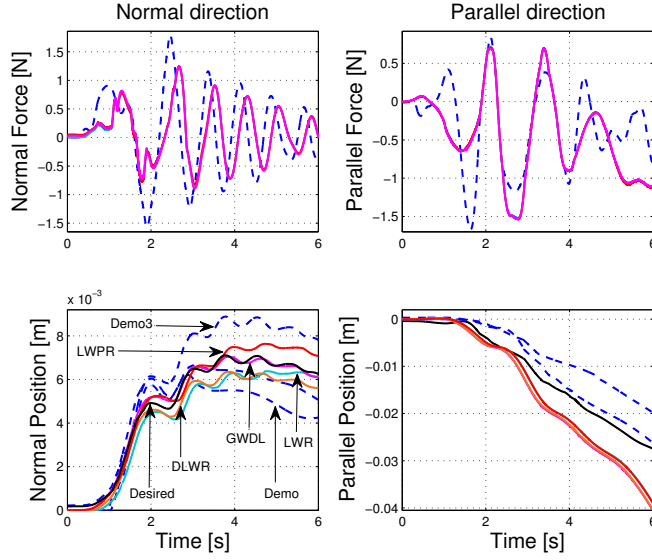 Normal direction
Parallel direction
Normal Force [N]
1.5
1
0.5
0
-0.5
-1
-1.5
0
2
4
6
Parallel Force [N]
0.5
0
-0.5
-1
-1.5
0
2
4
6
x 10⁻³
Normal Position [m]
8
6
4
2
0
0
2
4
6
Time [s]
Demo3
LWPR
Desired
DLWR
GWDL
LWR
Demo
Parallel Position [m]
0
-0.01
-0.02
-0.03
-0.04
0
2
4
6
Time [s]